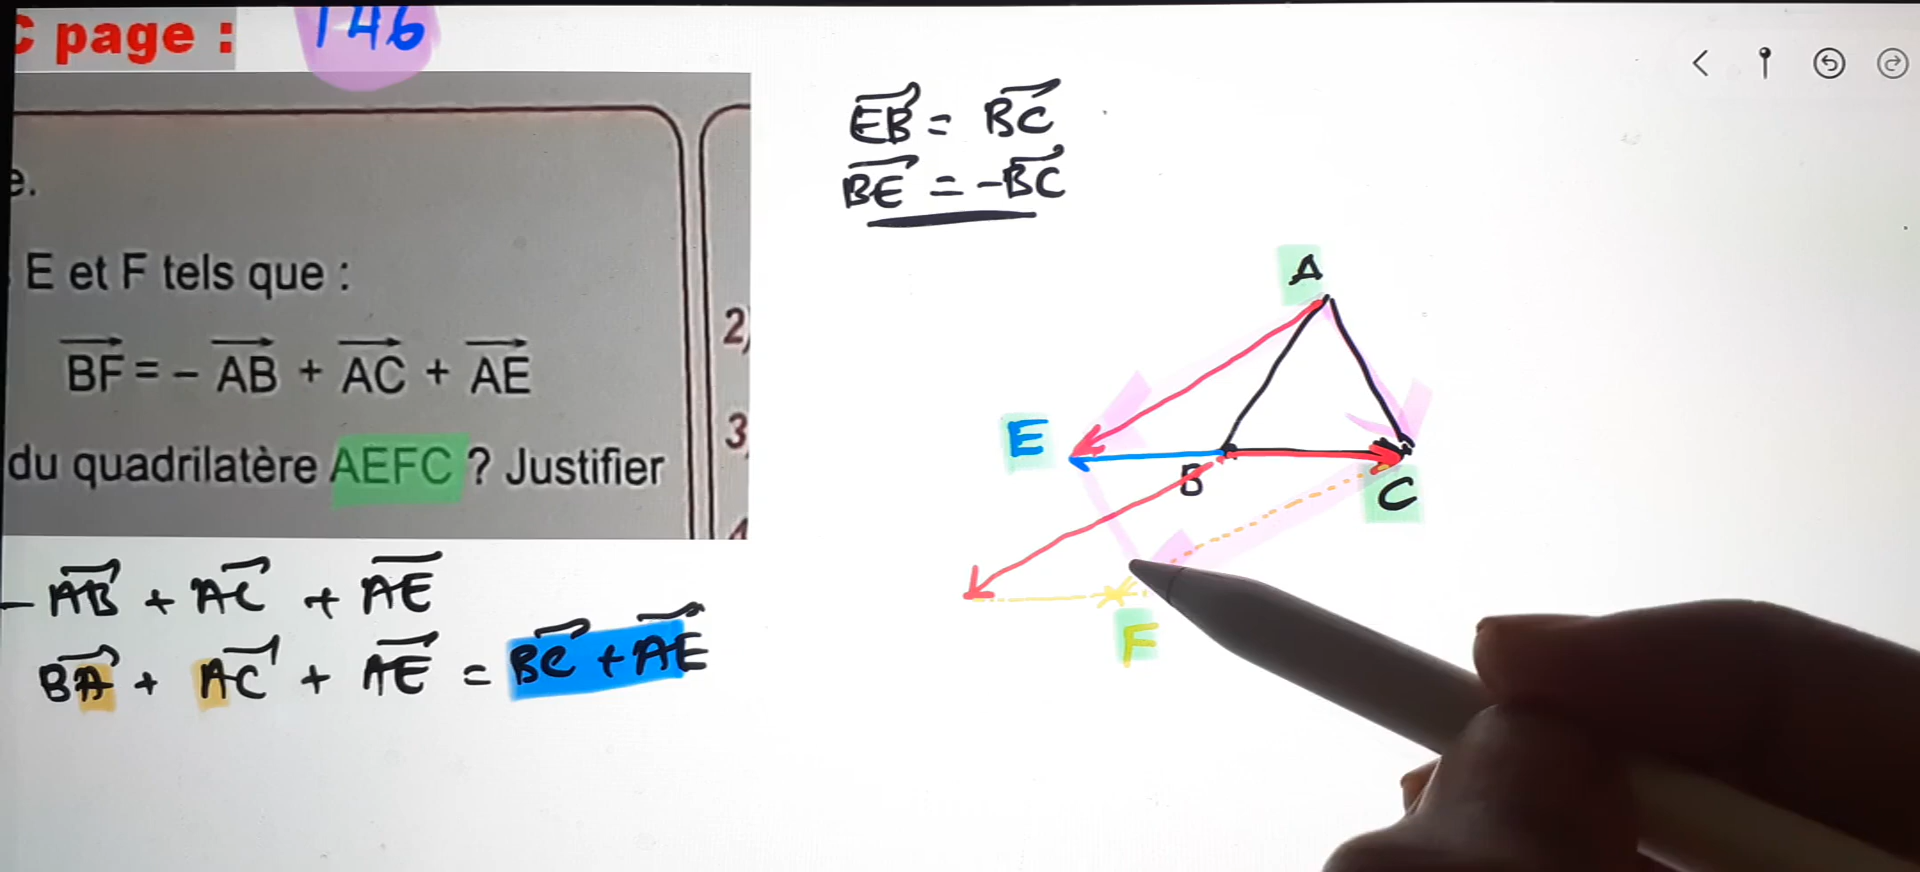 C page : 146
e.
E et F tels que :
BF = - AB + AC + AE
du quadrilatère AEFC ? Justifier
2)
3
- AB + AC + AE
BA + AC + AE = BC + AE
EB = BC
BE = -BC
A
E
B
C
F